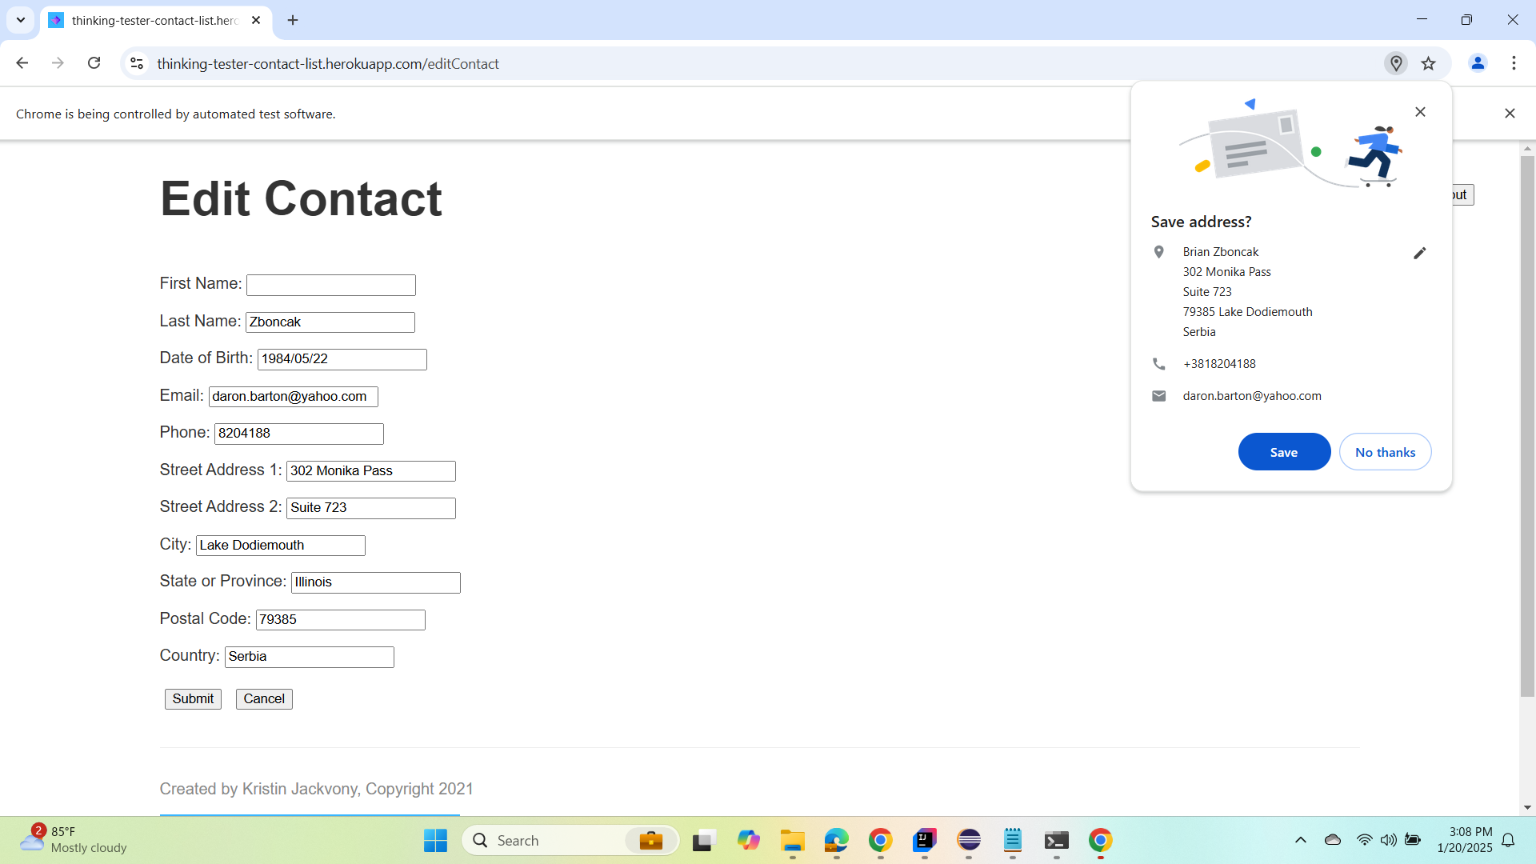 thinking-tester-contact-list.herc
thinking-tester-contact-list.herokuapp.com/editContact
Chrome is being controlled by automated test software.
Edit Contact
First Name:
Last Name: Zboncak
Date of Birth: 1984/05/22
Email: daron.barton@yahoo.com
Phone: 8204188
Street Address 1: 302 Monika Pass
Street Address 2: Suite 723
City: Lake Dodiemouth
State or Province: Illinois
Postal Code: 79385
Country: Serbia
Submit Cancel
Created by Kristin Jackvony, Copyright 2021
out
Save address?
Brian Zboncak
302 Monika Pass
Suite 723
79385 Lake Dodiemouth
Serbia
+3818204188
daron.barton@yahoo.com
Save No thanks
2
85°F
Mostly cloudy
Search
3:08 PM
1/20/2025